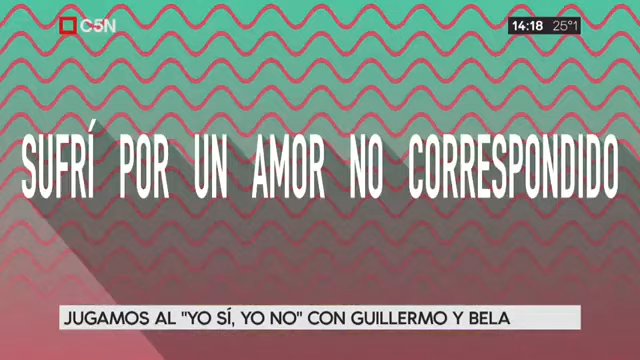 C5N
14:18 25°1
SUFRÍ POR UN AMOR NO CORRESPONDIDO
JUGAMOS AL "YO SÍ, YO NO" CON GUILLERMO Y BELA